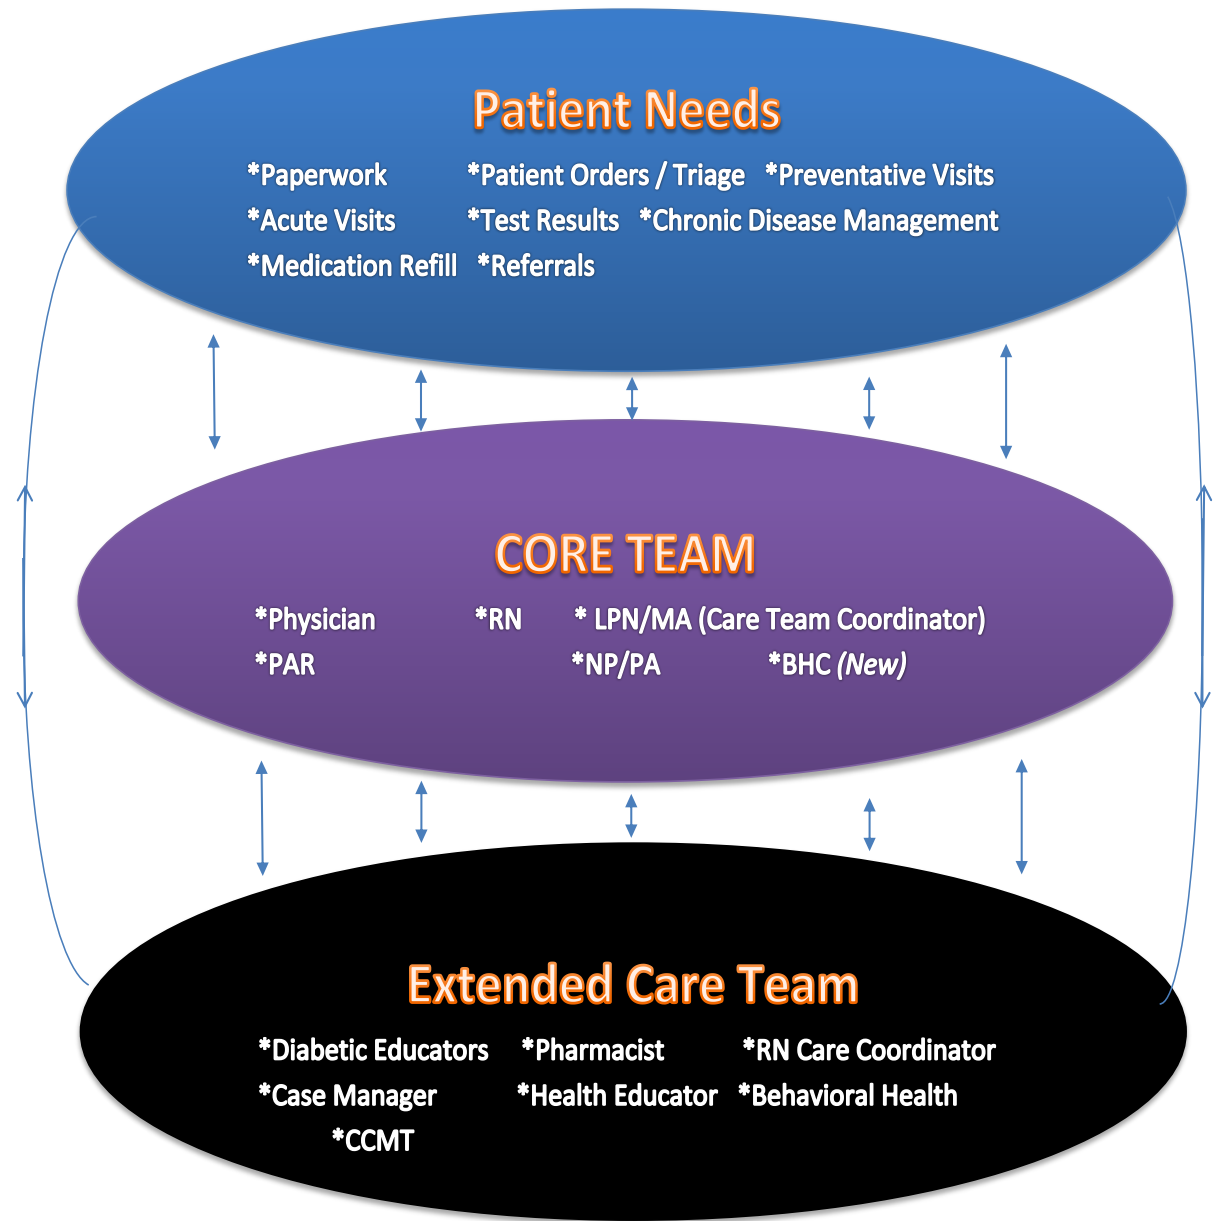 Patient Needs
*Paperwork *Patient Orders / Triage *Preventative Visits
*Acute Visits *Test Results *Chronic Disease Management
*Medication Refill *Referrals
CORE TEAM
*Physician *RN * LPN/MA (Care Team Coordinator)
*PAR *NP/PA *BHC (New)
Extended Care Team
*Diabetic Educators *Pharmacist *RN Care Coordinator
*Case Manager *Health Educator *Behavioral Health
*CCMT